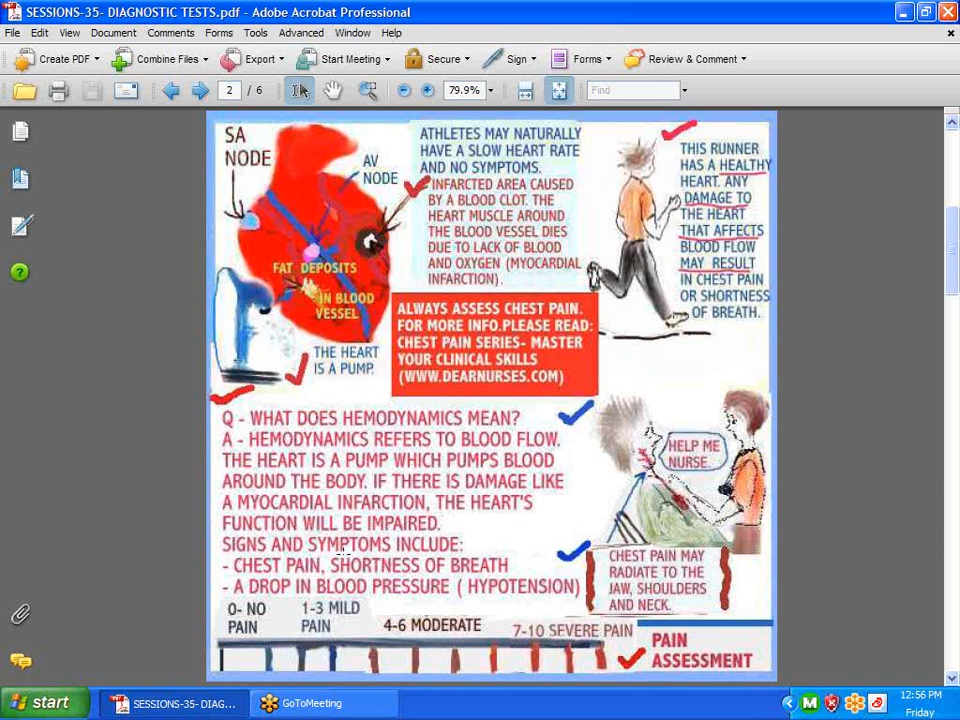 SESSIONS-35- DIAGNOSTIC TESTS.pdf - Adobe Acrobat Professional
File Edit View Document Comments Forms Tools Advanced Window Help
Create PDF Combine Files Export Start Meeting Secure Sign Forms Review & Comment
2 / 6 79.9% Find
SA
NODE
AV
NODE
FAT DEPOSITS
IN BLOOD
VESSEL
THE HEART
IS A PUMP.
ATHLETES MAY NATURALLY
HAVE A SLOW HEART RATE
AND NO SYMPTOMS.
- INFARCTED AREA CAUSED
BY A BLOOD CLOT. THE
HEART MUSCLE AROUND
THE BLOOD VESSEL DIES
DUE TO LACK OF BLOOD
AND OXYGEN (MYOCARDIAL
INFARCTION).
THIS RUNNER
HAS A HEALTHY
HEART. ANY
DAMAGE TO
THE HEART
THAT AFFECTS
BLOOD FLOW
MAY RESULT
IN CHEST PAIN
OR SHORTNESS
OF BREATH.
ALWAYS ASSESS CHEST PAIN.
FOR MORE INFO.PLEASE READ:
CHEST PAIN SERIES- MASTER
YOUR CLINICAL SKILLS
(WWW.DEARNURSES.COM)
Q - WHAT DOES HEMODYNAMICS MEAN?
A - HEMODYNAMICS REFERS TO BLOOD FLOW.
THE HEART IS A PUMP WHICH PUMPS BLOOD
AROUND THE BODY. IF THERE IS DAMAGE LIKE
A MYOCARDIAL INFARCTION, THE HEART'S
FUNCTION WILL BE IMPAIRED.
SIGNS AND SYMPTOMS INCLUDE:
- CHEST PAIN, SHORTNESS OF BREATH
- A DROP IN BLOOD PRESSURE ( HYPOTENSION)
HELP ME
NURSE.
CHEST PAIN MAY
RADIATE TO THE
JAW, SHOULDERS
AND NECK.
0- NO
PAIN
1-3 MILD
PAIN
4-6 MODERATE
7-10 SEVERE PAIN
PAIN
ASSESSMENT
start SESSIONS-35- DIAG... GoToMeeting 12:56 PM
Friday